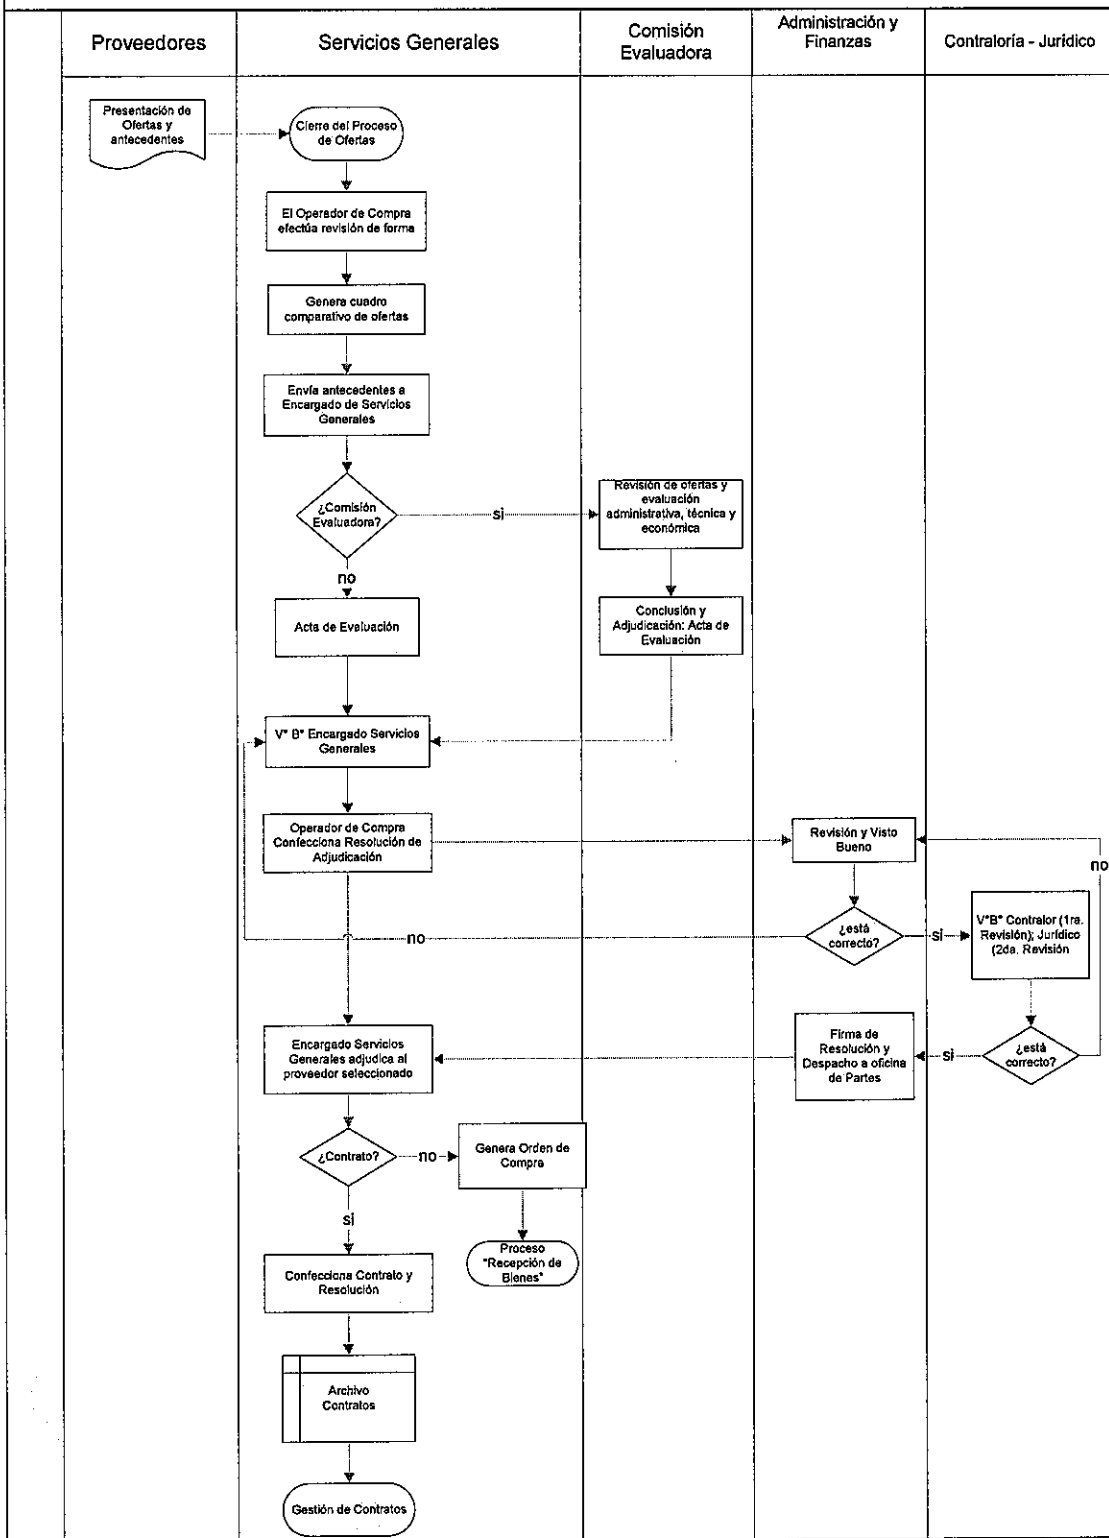 Proveedores
Servicios Generales
Comisión
Evaluadora
Administración y
Finanzas
Contraloría - Jurídico
Presentación de
Ofertas y
antecedentes
Cierre del Proceso
de Ofertas
El Operador de Compra
efectúa revisión de forma
Genera cuadro
comparativo de ofertas
Envía antecedentes a
Encargado de Servicios
Generales
¿Comisión
Evaluadora?
si
Revisión de ofertas y
evaluación
administrativa, técnica y
económica
no
Acta de Evaluación
Conclusión y
Adjudicación: Acta de
Evaluación
V° B° Encargado Servicios
Generales
Operador de Compra
Confecciona Resolución de
Adjudicación
Revisión y Visto
Bueno
no
¿está
correcto?
si
V°B° Contralor (1ra.
Revisión); Jurídico
(2da. Revisión
no
Encargado Servicios
Generales adjudica al
proveedor seleccionado
Firma de
Resolución y
Despacho a oficina
de Partes
si
¿está
correcto?
¿Contrato?
no
Genera Orden de
Compra
si
Proceso
"Recepción de
Bienes"
Confecciona Contrato y
Resolución
Archivo
Contratos
Gestión de Contratos